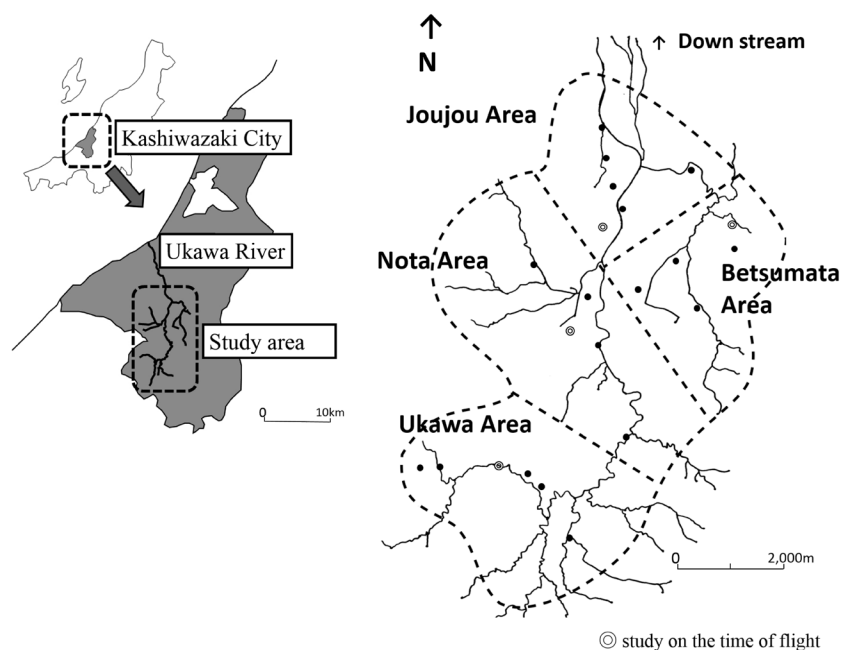 Kashiwazaki City
Ukawa River
Study area
0 10km
N
↑ Down stream
Joujou Area
Nota Area
Betsumata
Area
Ukawa Area
0 2,000m
◎ study on the time of flight